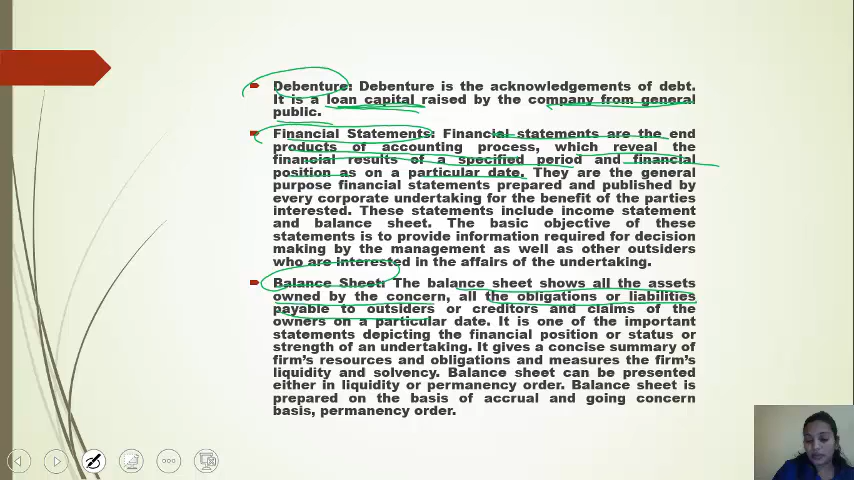 Debenture: Debenture is the acknowledgements of debt.
It is a loan capital raised by the company from general
public.
Financial Statements: Financial statements are the end
products of accounting process, which reveal the
financial results of a specified period and financial
position as on a particular date. They are the general
purpose financial statements prepared and published by
every corporate undertaking for the benefit of the parties
interested. These statements include income statement
and balance sheet. The basic objective of these
statements is to provide information required for decision
making by the management as well as other outsiders
who are interested in the affairs of the undertaking.
Balance Sheet: The balance sheet shows all the assets
owned by the concern, all the obligations or liabilities
payable to outsiders or creditors and claims of the
owners on a particular date. It is one of the important
statements depicting the financial position or status or
strength of an undertaking. It gives a concise summary of
firm's resources and obligations and measures the firm's
liquidity and solvency. Balance sheet can be presented
either in liquidity or permanency order. Balance sheet is
prepared on the basis of accrual and going concern
basis, permanency order.